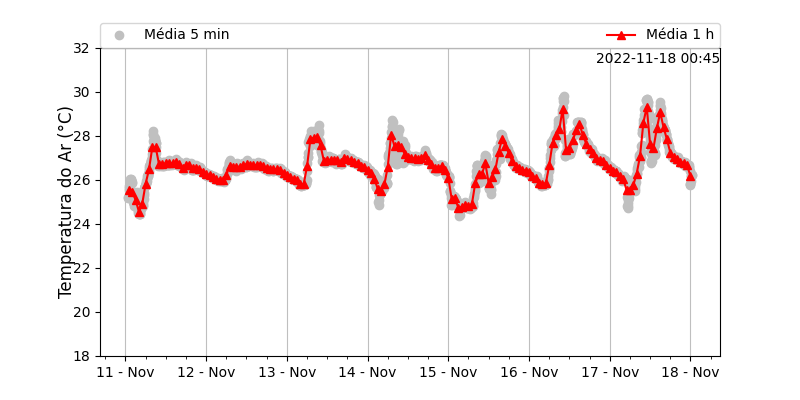 Média 5 min
Média 1 h
2022-11-18 00:45
Temperatura do Ar (°C)
32
30
28
26
24
22
20
18
11 - Nov
12 - Nov
13 - Nov
14 - Nov
15 - Nov
16 - Nov
17 - Nov
18 - Nov